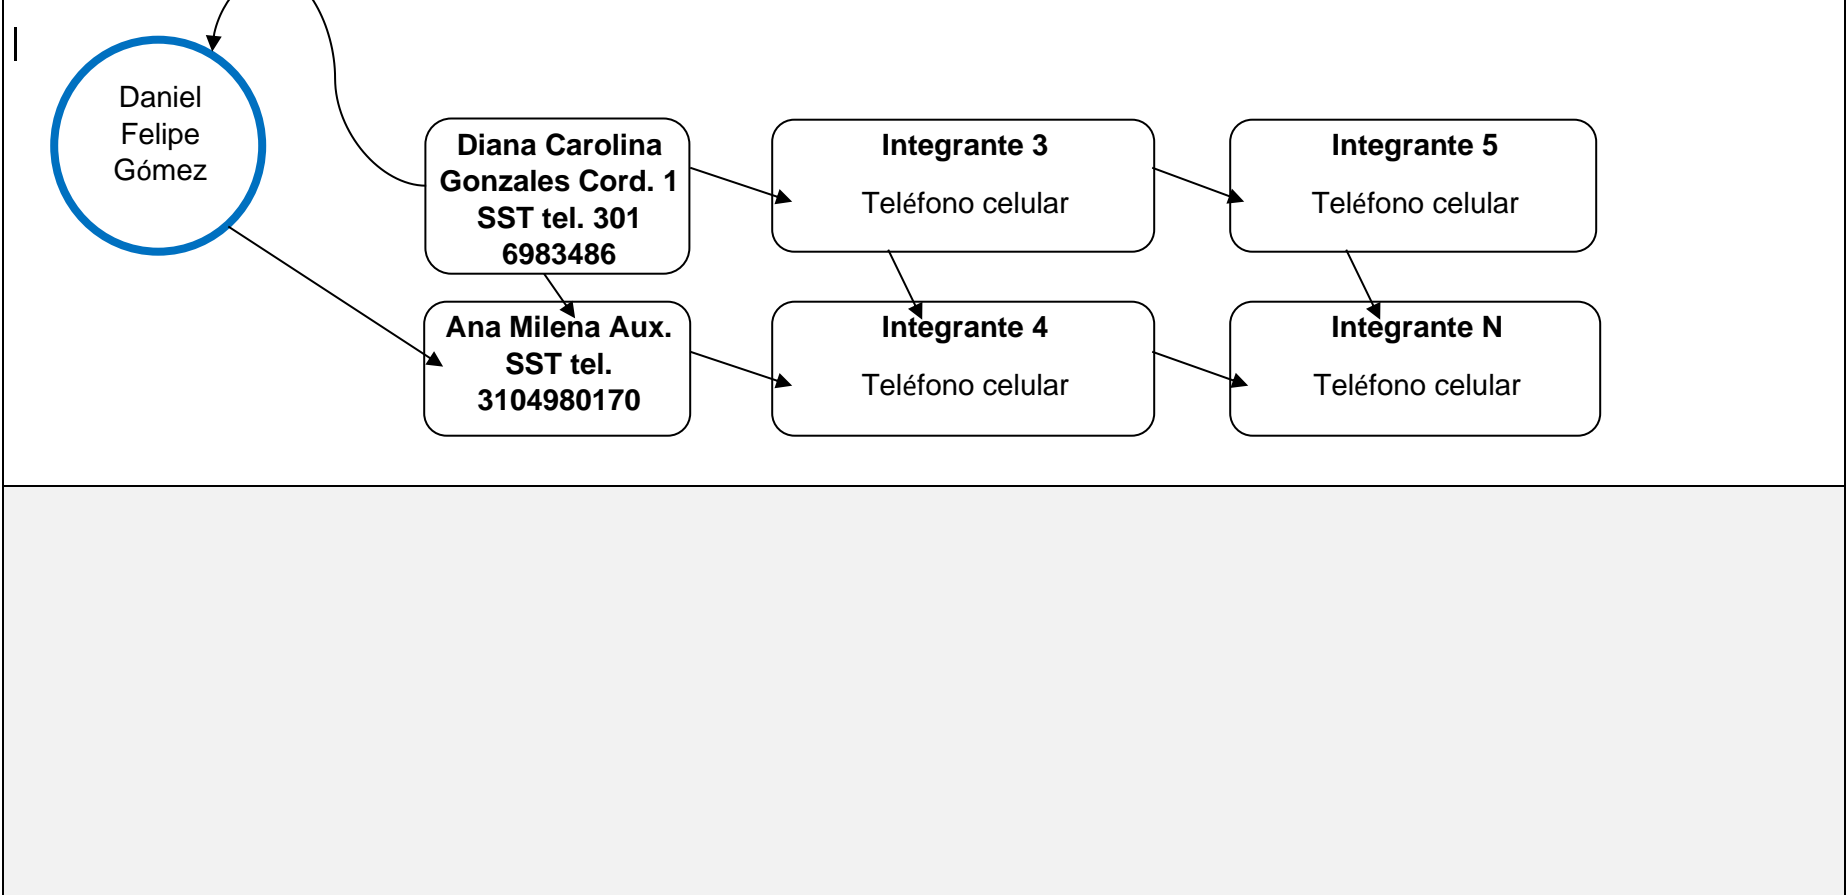 Daniel
Felipe
Gómez
Diana Carolina
Gonzales Cord. 1
SST tel. 301
6983486
Integrante 3
Teléfono celular
Integrante 5
Teléfono celular
Ana Milena Aux.
SST tel.
3104980170
Integrante 4
Teléfono celular
Integrante N
Teléfono celular